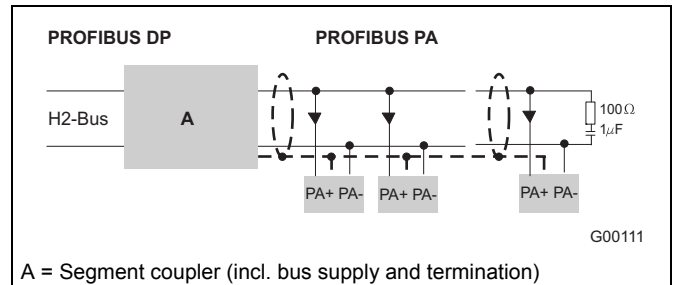 PROFIBUS DP PROFIBUS PA
H2-Bus A
100Ω
1μF
PA+ PA- PA+ PA- PA+ PA-
G00111
A = Segment coupler (incl. bus supply and termination)